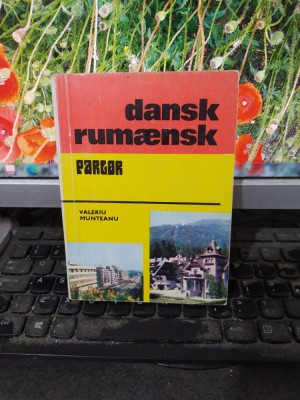 dansk
rumænsk
PARLØR
VALERIU
MUNTEANU